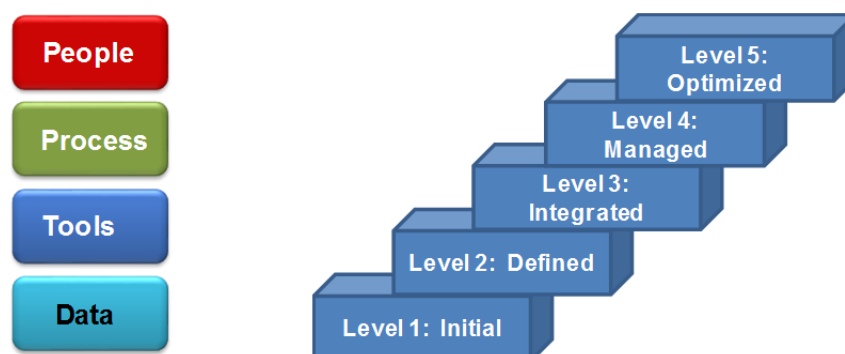 People
Process
Tools
Data
Level 5:
Optimized
Level 4:
Managed
Level 3:
Integrated
Level 2: Defined
Level 1: Initial